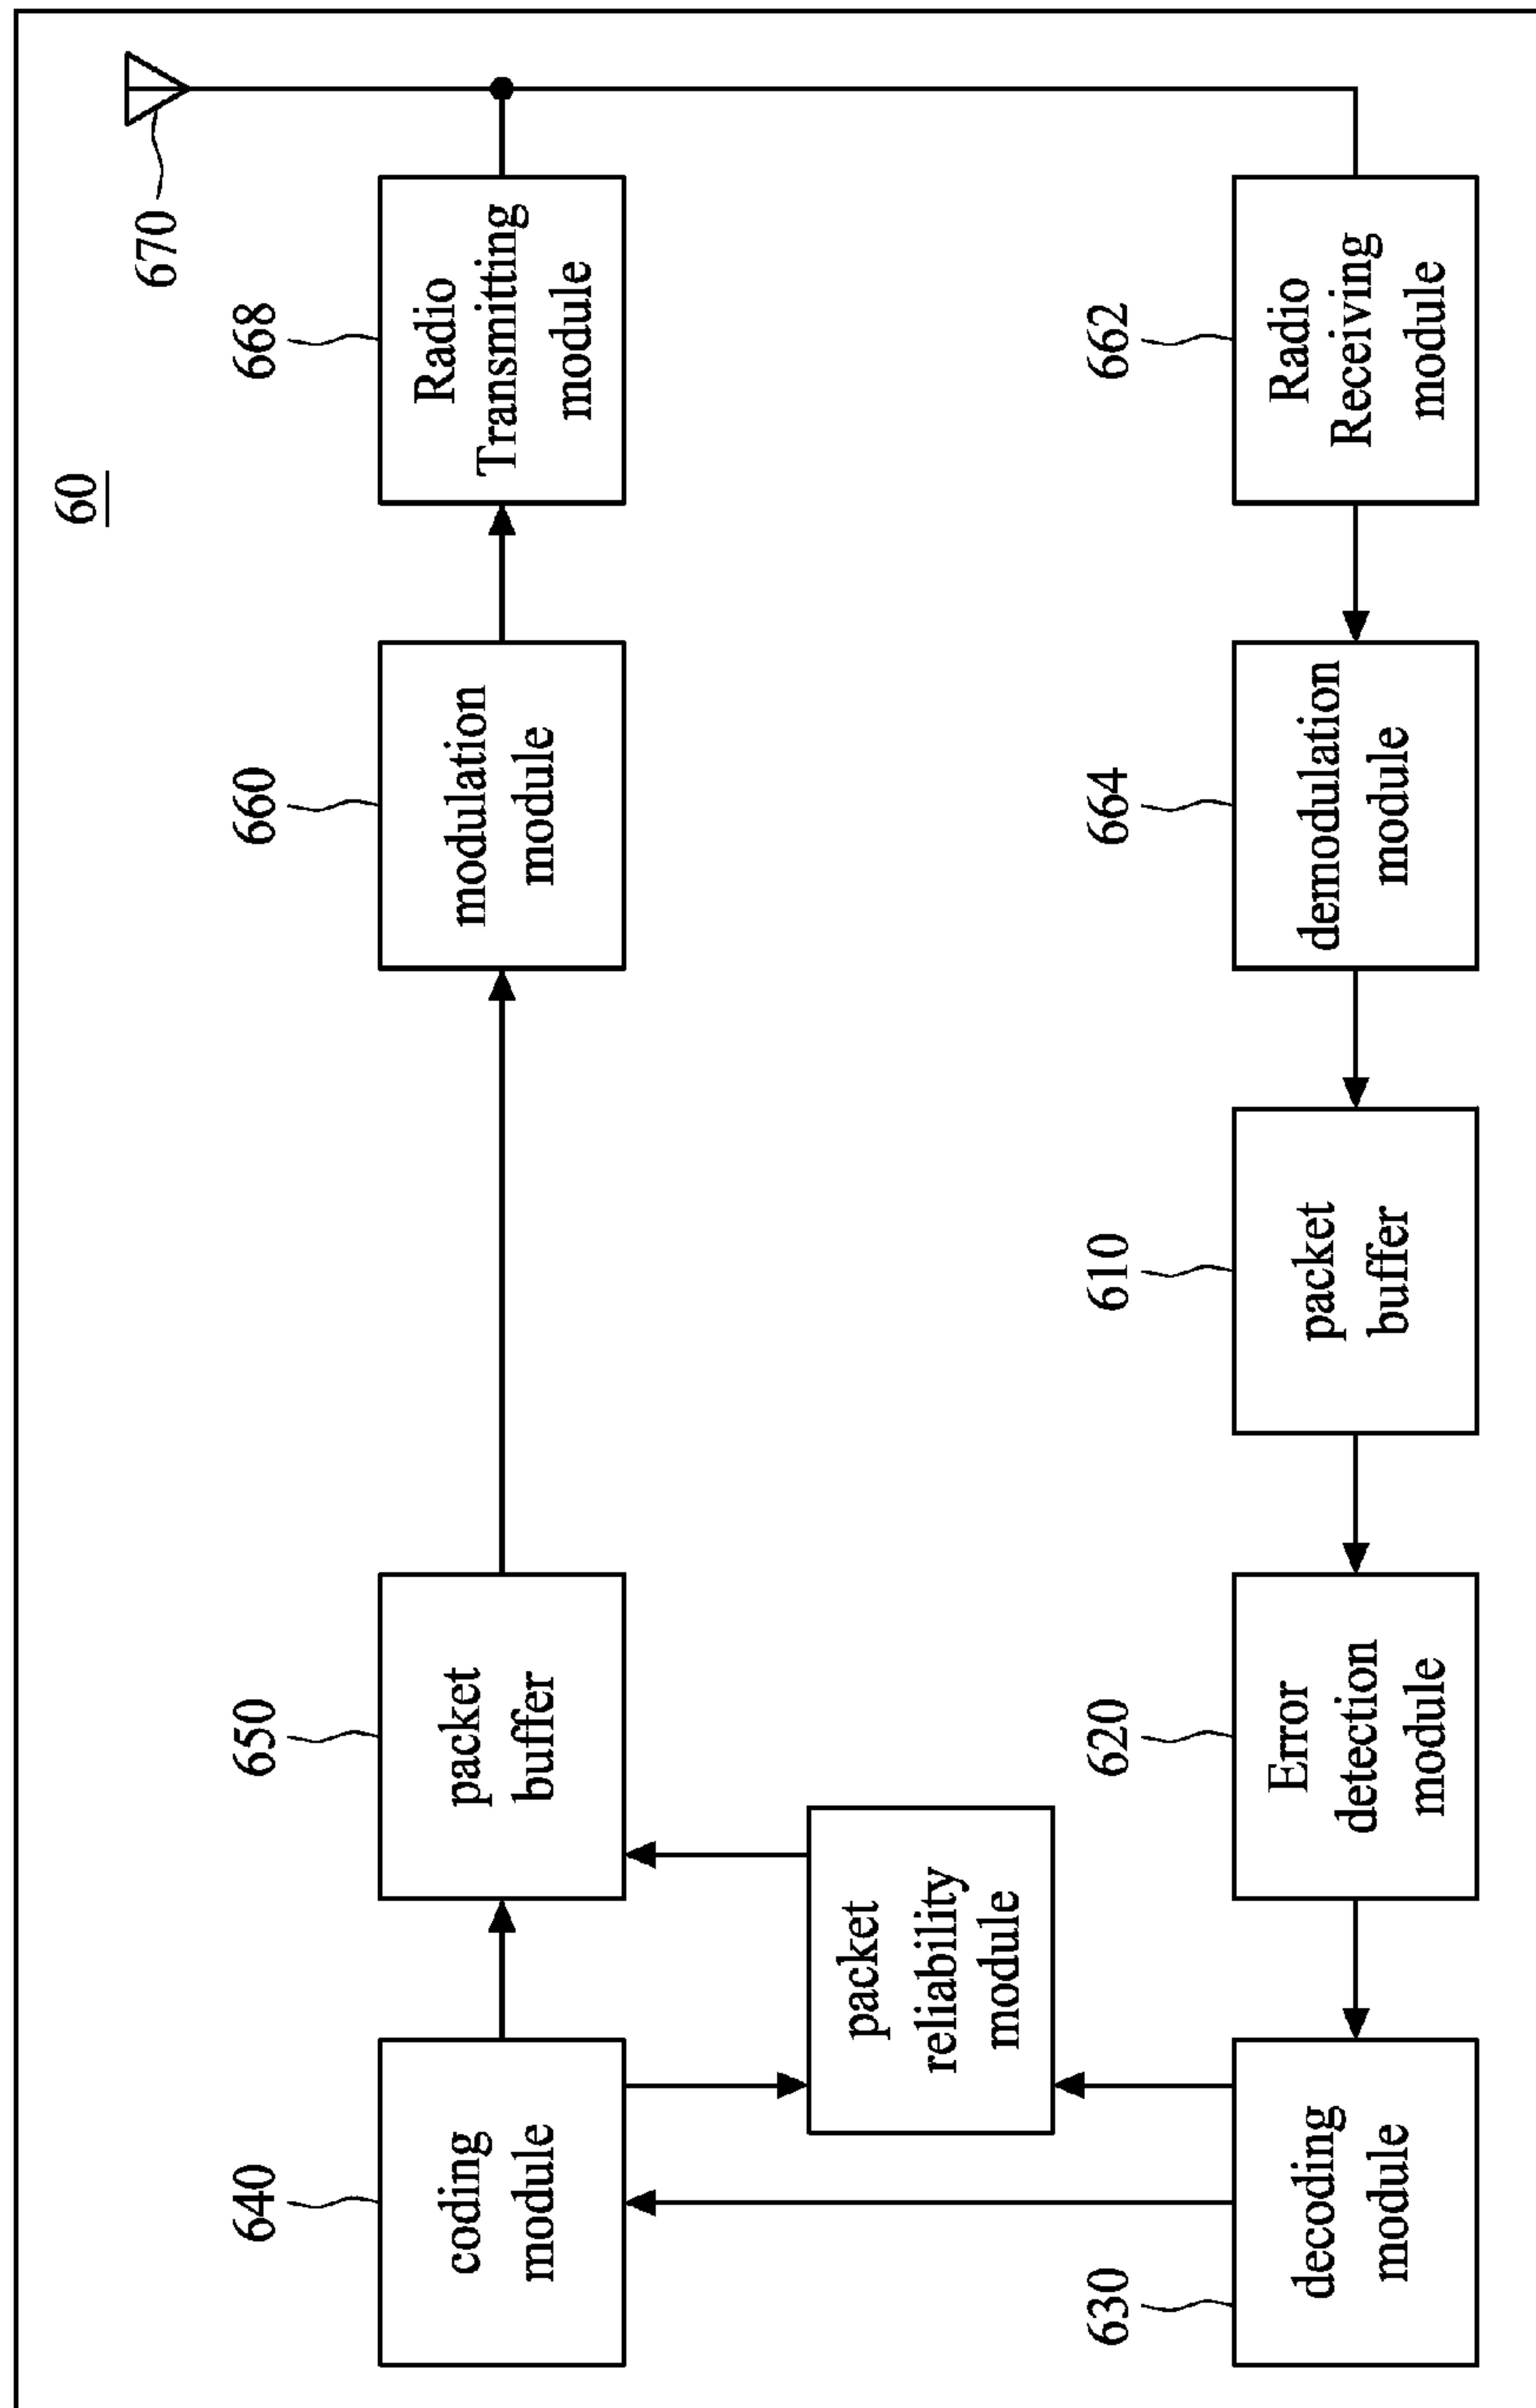 60
640
coding
module
650
packet
buffer
660
modulation
module
668
Radio
Transmitting
module
670
packet
reliability
module
630
decoding
module
620
Error
detection
module
610
packet
buffer
664
demodulation
module
662
Radio
Receiving
module